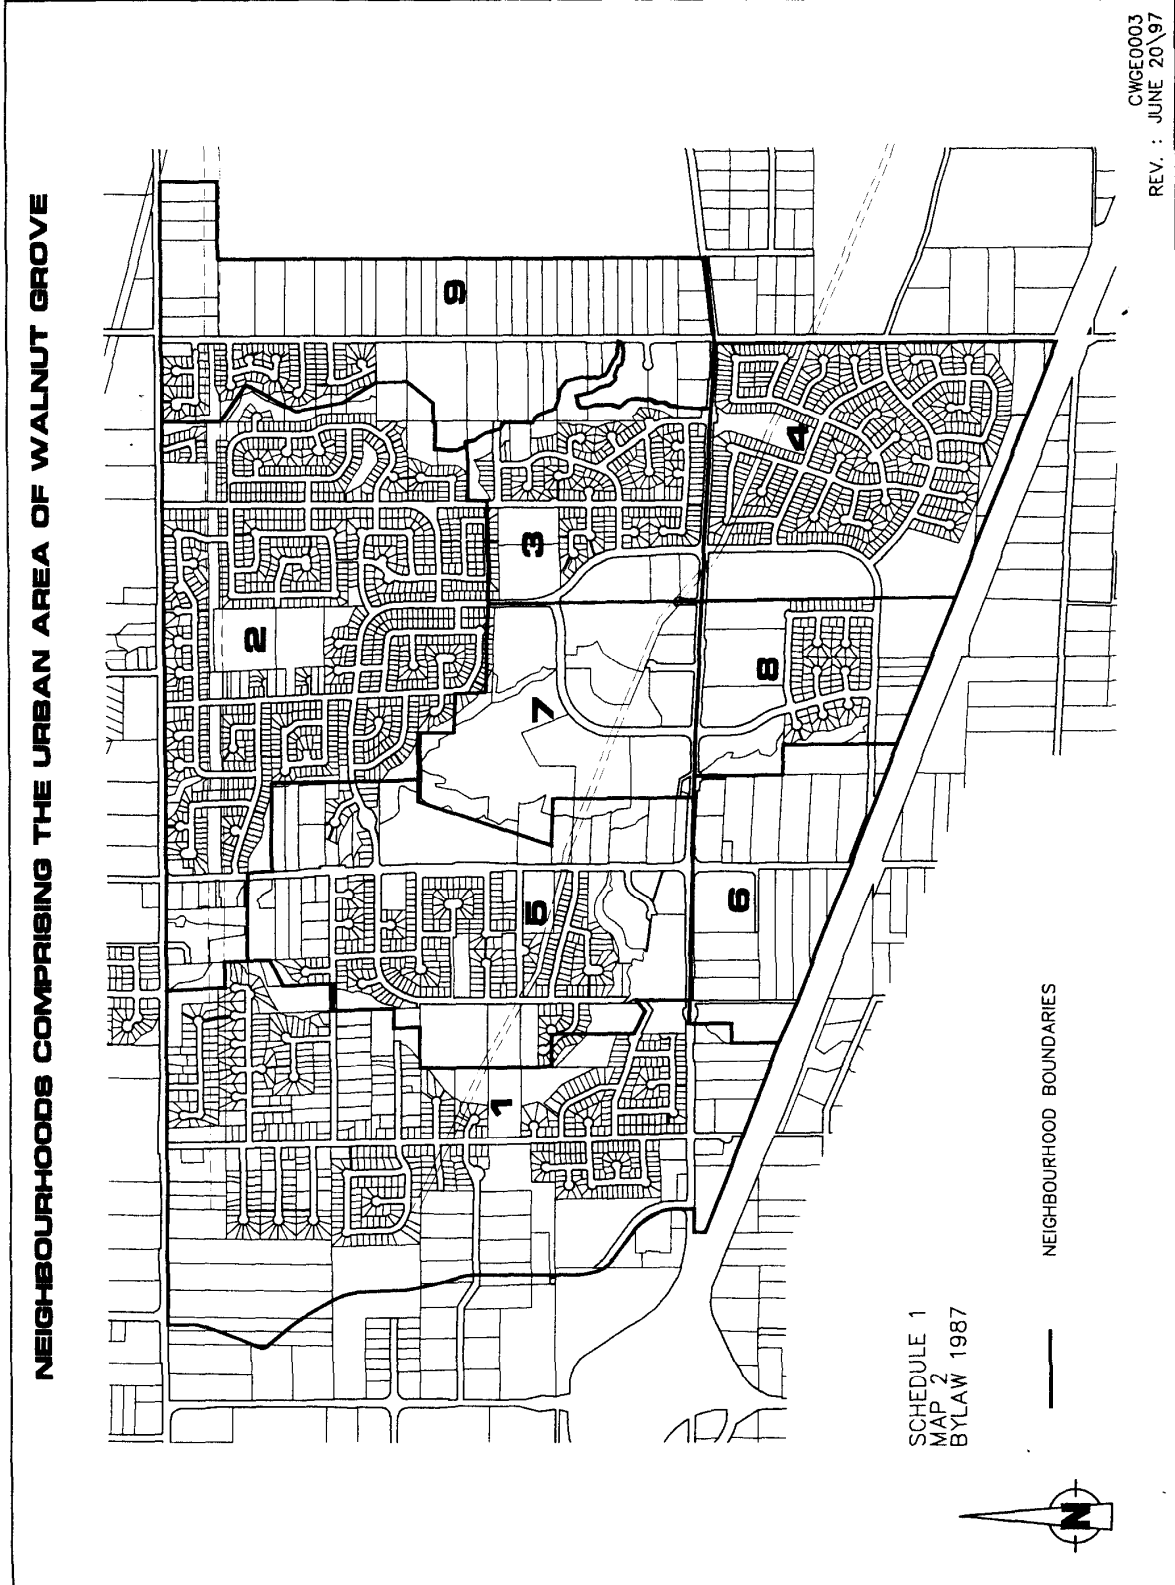 NEIGHBOURHOODS COMPRISING THE URBAN AREA OF WALNUT GROVE
1
2
3
4
5
6
7
8
9
SCHEDULE 1
MAP 2
BYLAW 1987
NEIGHBOURHOOD BOUNDARIES
N
CWGE0003
REV. : JUNE 20\97